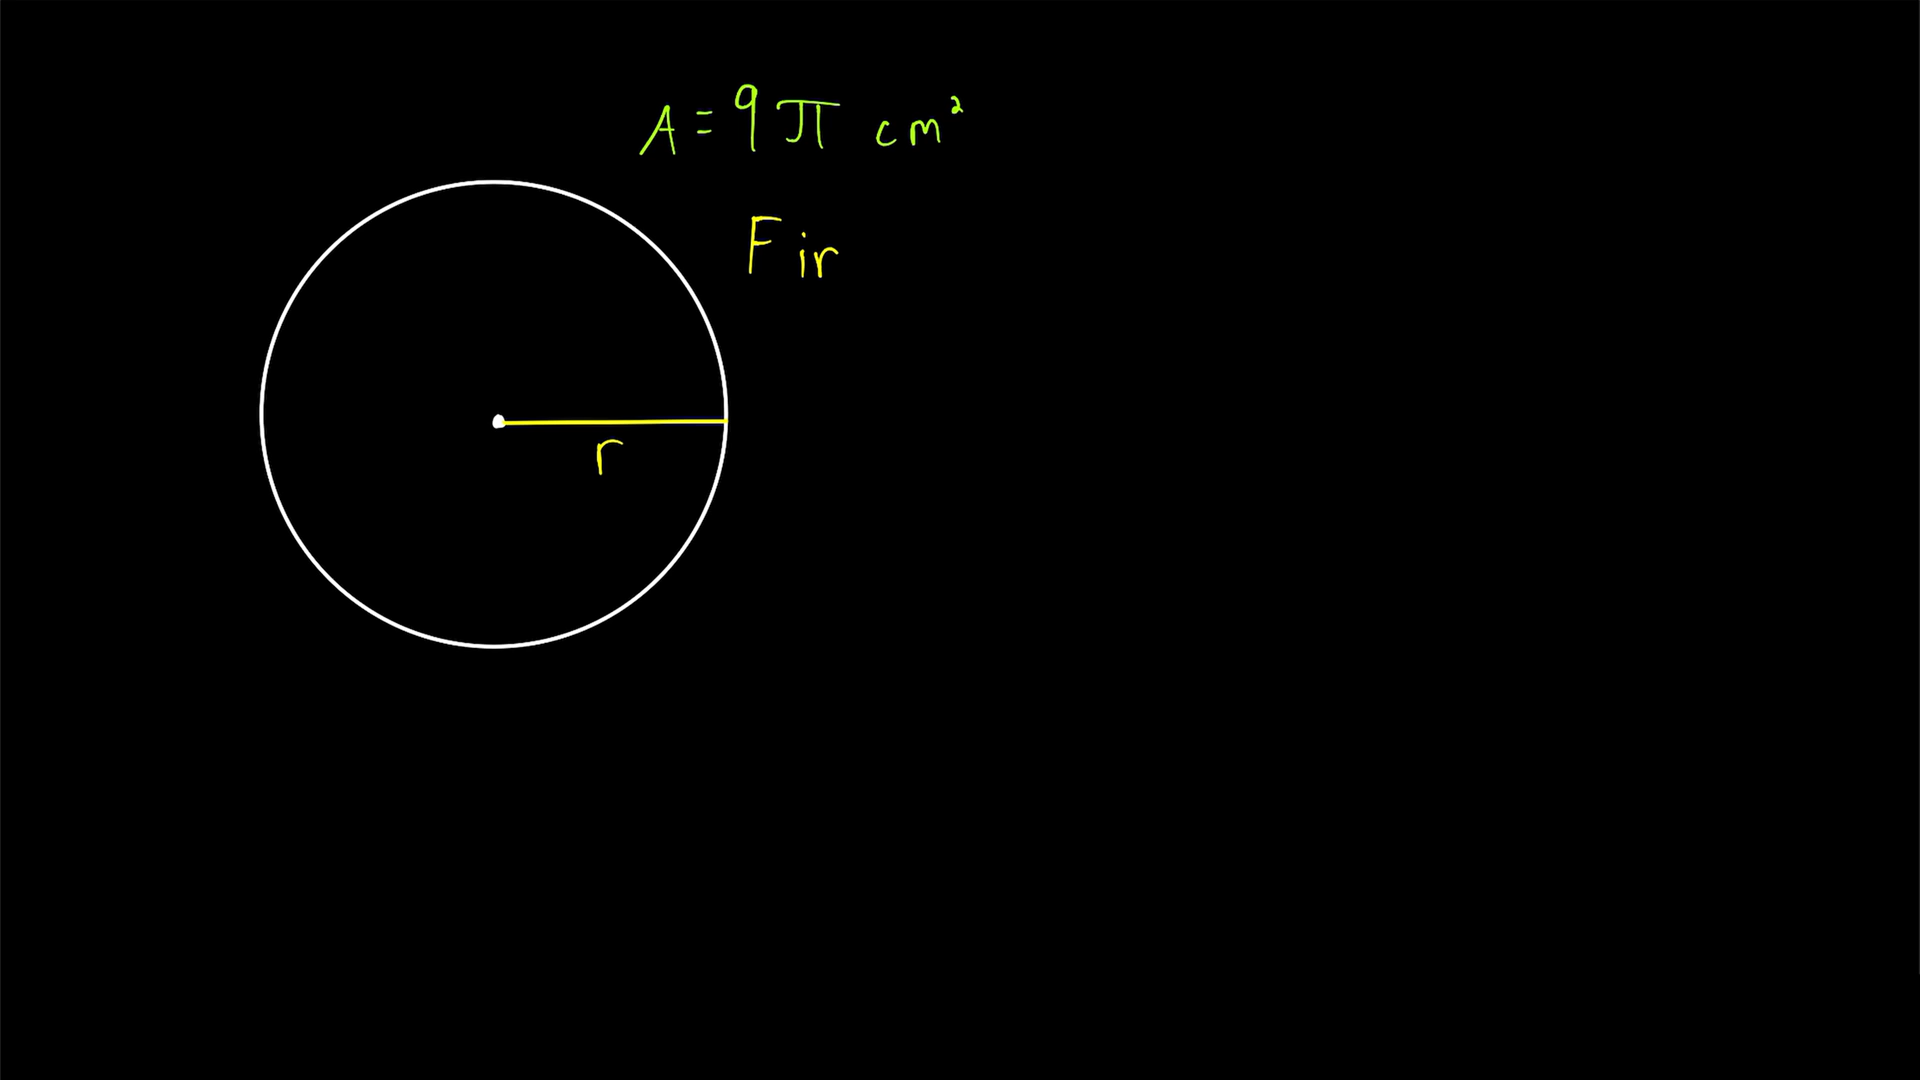 A = 9π cm²
Fir
r